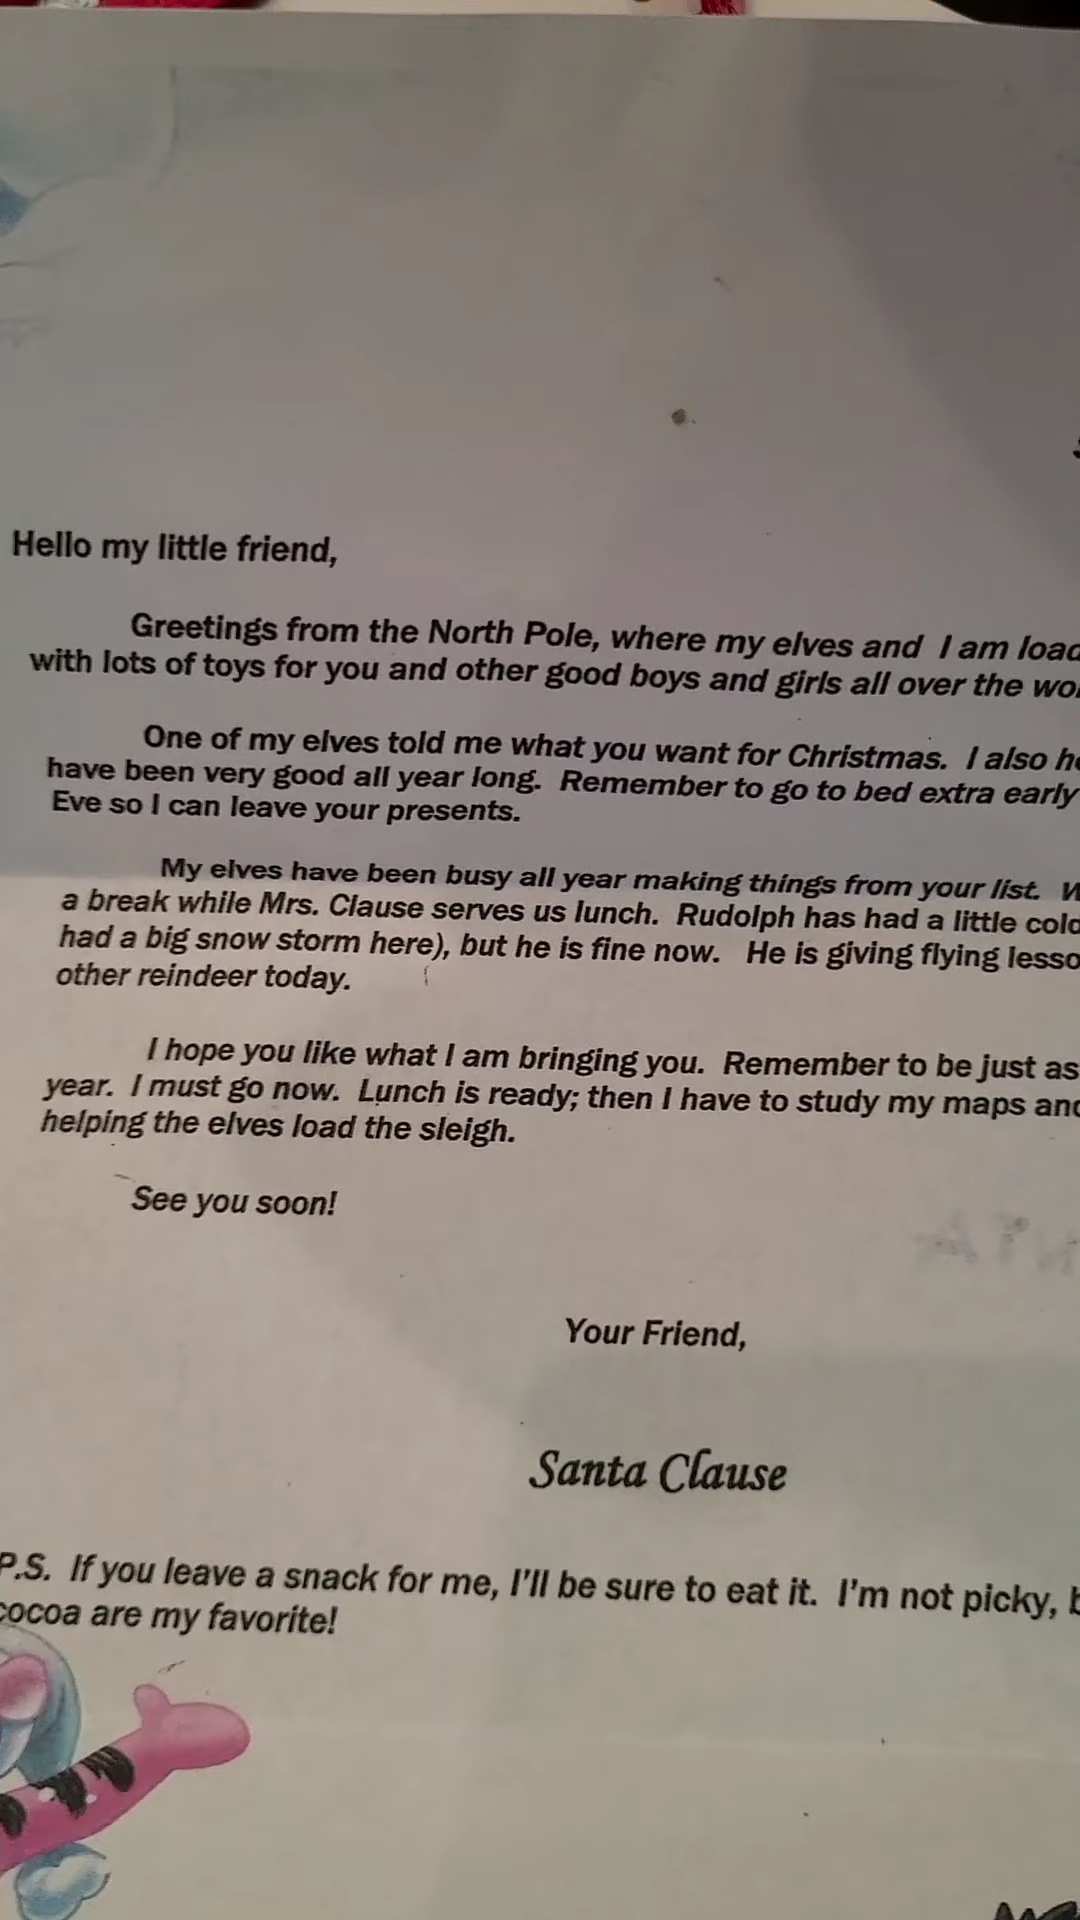 Hello my little friend,
Greetings from the North Pole, where my elves and I am
with lots of toys for you and other good boys and girls all over the
One of my elves told me what you want for Christmas. I also
have been very good all year long. Remember to go to bed extra early
Eve so I can leave your presents.
My elves have been busy all year making things from your list.
a break while Mrs. Clause serves us lunch. Rudolph has had a little cold
had a big snow storm here), but he is fine now. He is giving flying
other reindeer today.
I hope you like what I am bringing you. Remember to be just as
year. I must go now. Lunch is ready; then I have to study my maps and
helping the elves load the sleigh.
See you soon!
Your Friend,
Santa Clause
P.S. If you leave a snack for me, I'll be sure to eat it. I'm not picky,
cocoa are my favorite!